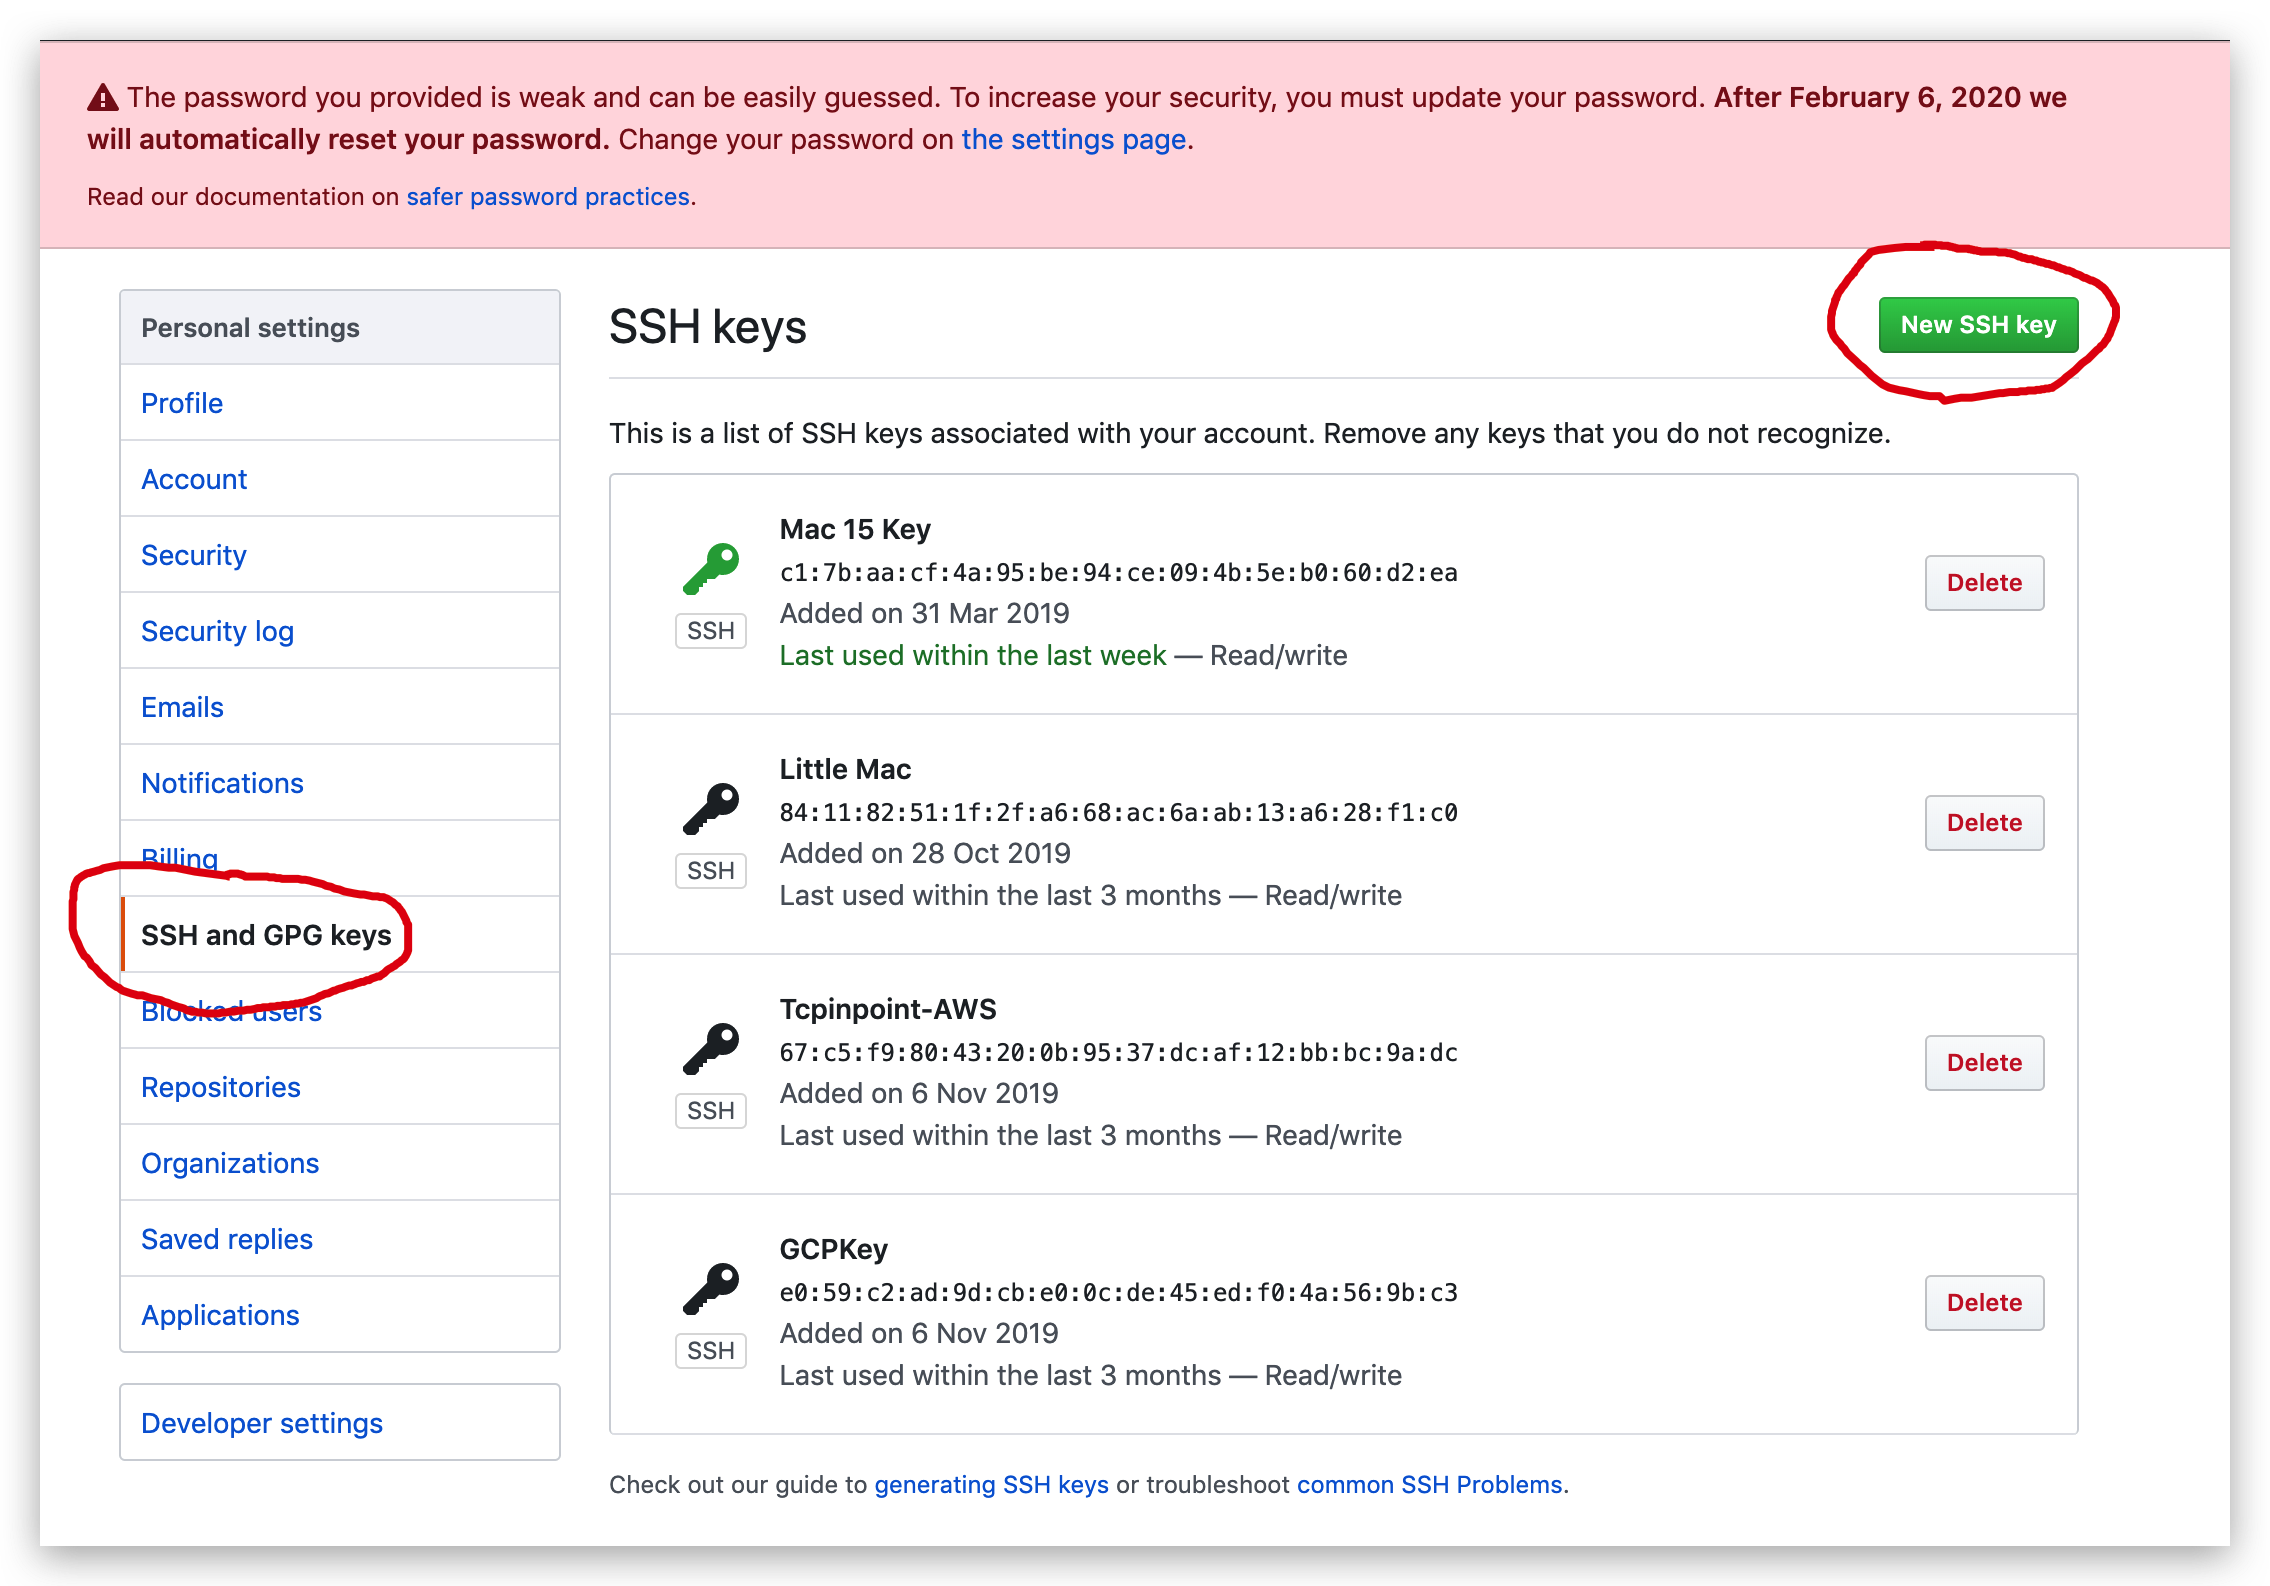 The password you provided is weak and can be easily guessed. To increase your security, you must update your password. After February 6, 2020 we
will automatically reset your password. Change your password on the settings page.
Read our documentation on safer password practices.
Personal settings
Profile
Account
Security
Security log
Emails
Notifications
Billing
SSH and GPG keys
Blocked users
Repositories
Organizations
Saved replies
Applications
Developer settings
SSH keys
New SSH key
This is a list of SSH keys associated with your account. Remove any keys that you do not recognize.
Mac 15 Key
c1:7b:aa:cf:4a:95:be:94:ce:09:4b:5e:b0:60:d2:ea
Added on 31 Mar 2019
Last used within the last week — Read/write
SSH
Delete
Little Mac
84:11:82:51:1f:2f:a6:68:ac:6a:ab:13:a6:28:f1:c0
Added on 28 Oct 2019
Last used within the last 3 months — Read/write
SSH
Delete
Tcpinpoint-AWS
67:c5:f9:80:43:20:0b:95:37:dc:af:12:bb:bc:9a:dc
Added on 6 Nov 2019
Last used within the last 3 months — Read/write
SSH
Delete
GCPKey
e0:59:c2:ad:9d:cb:e0:0c:de:45:ed:f0:4a:56:9b:c3
Added on 6 Nov 2019
Last used within the last 3 months — Read/write
SSH
Delete
Check out our guide to generating SSH keys or troubleshoot common SSH Problems.